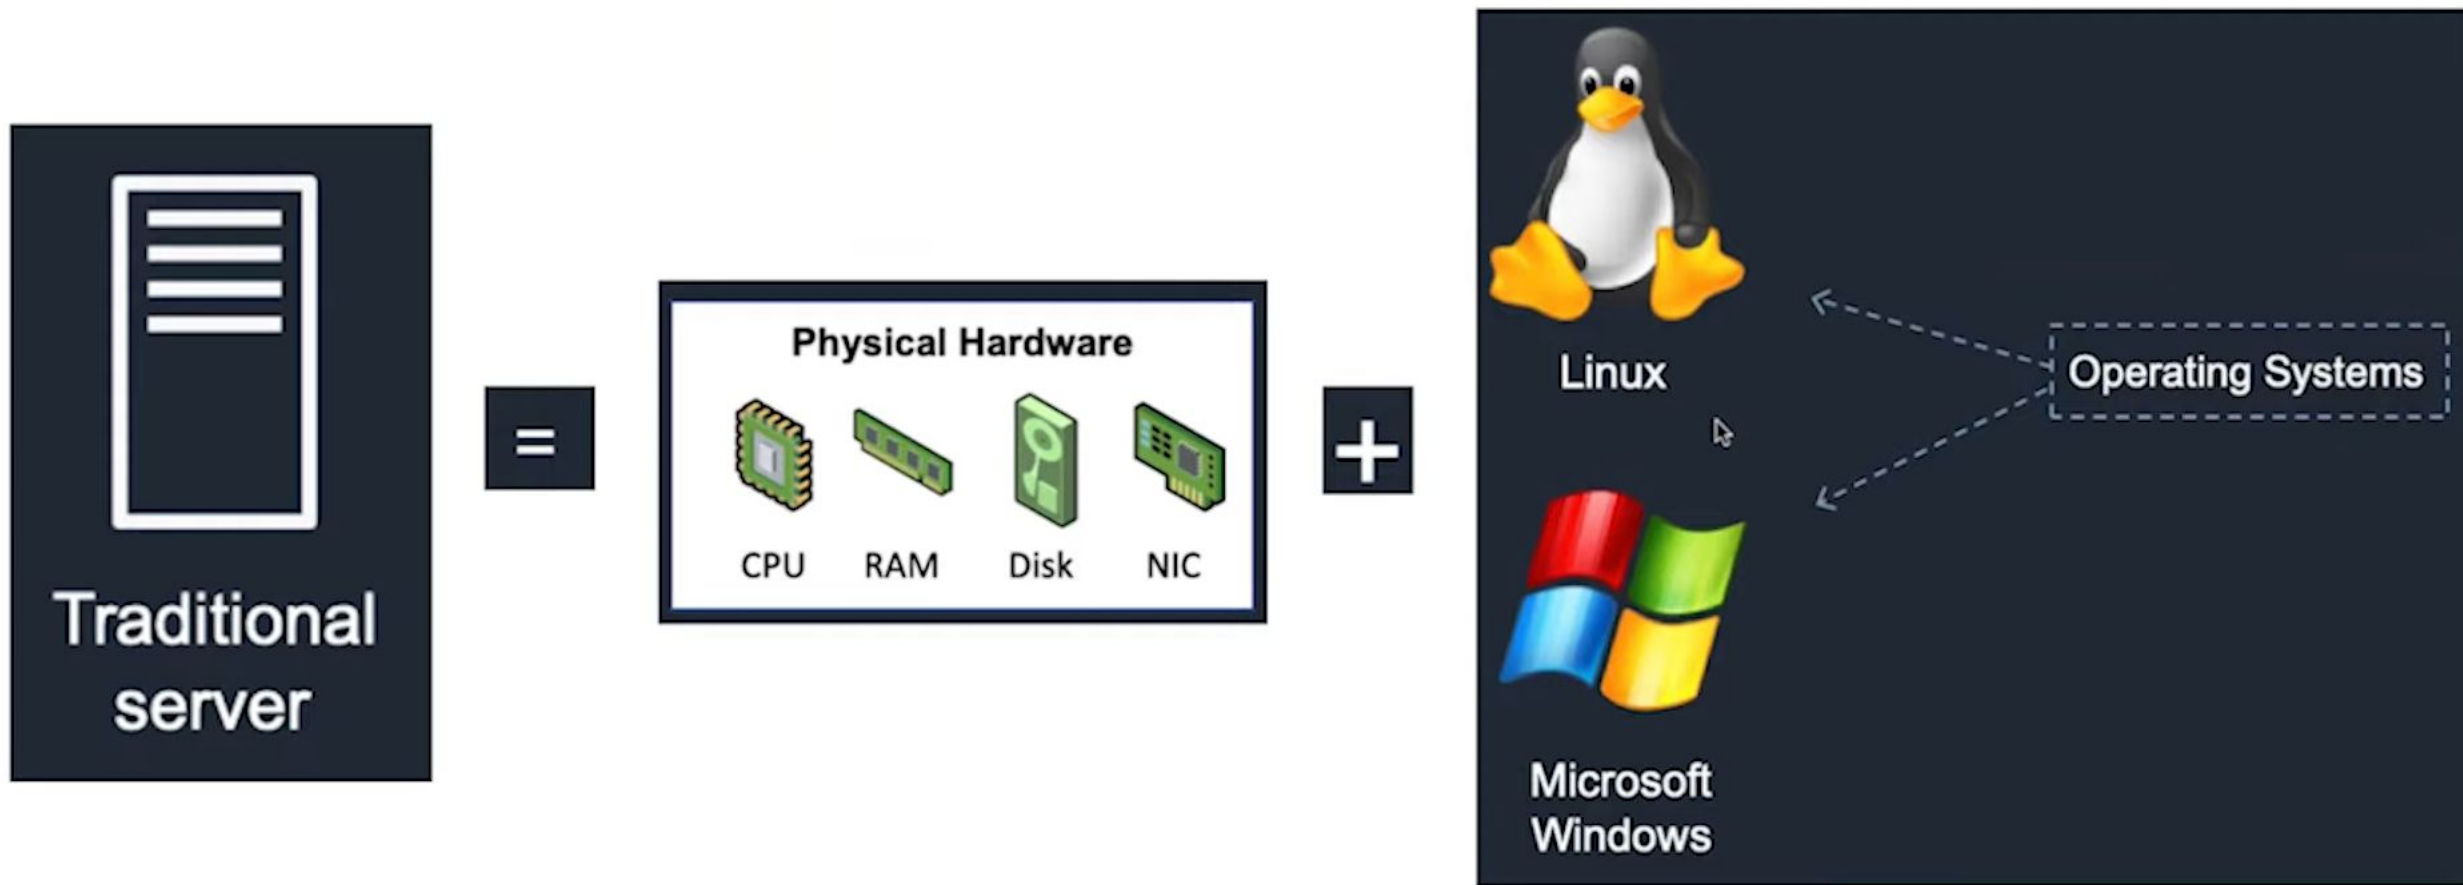 Traditional
server
=
Physical Hardware
CPU RAM Disk NIC
+
Linux
Operating Systems
Microsoft
Windows